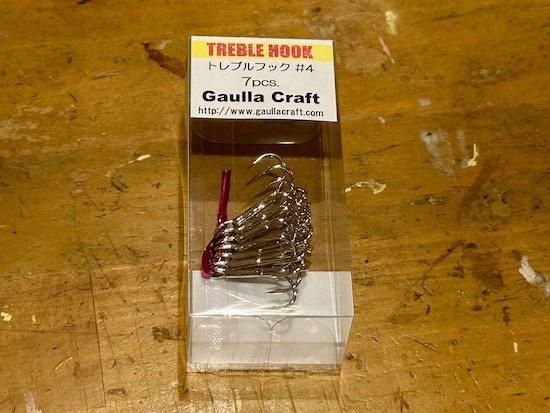 TREBLE HOOK
トレブルフック #4
7pcs.
Gaulla Craft
http://www.gaullacraft.com